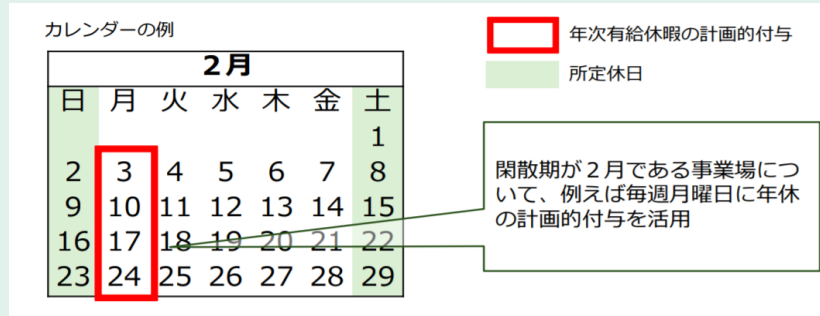 カレンダーの例
年次有給休暇の計画的付与
所定休日
2月
日 月 火 水 木 金 土
1
2 3 4 5 6 7 8
9 10 11 12 13 14 15
16 17 18 19 20 21 22
23 24 25 26 27 28 29
閑散期が２月である事業場につ
いて、例えば毎週月曜日に年休
の計画的付与を活用